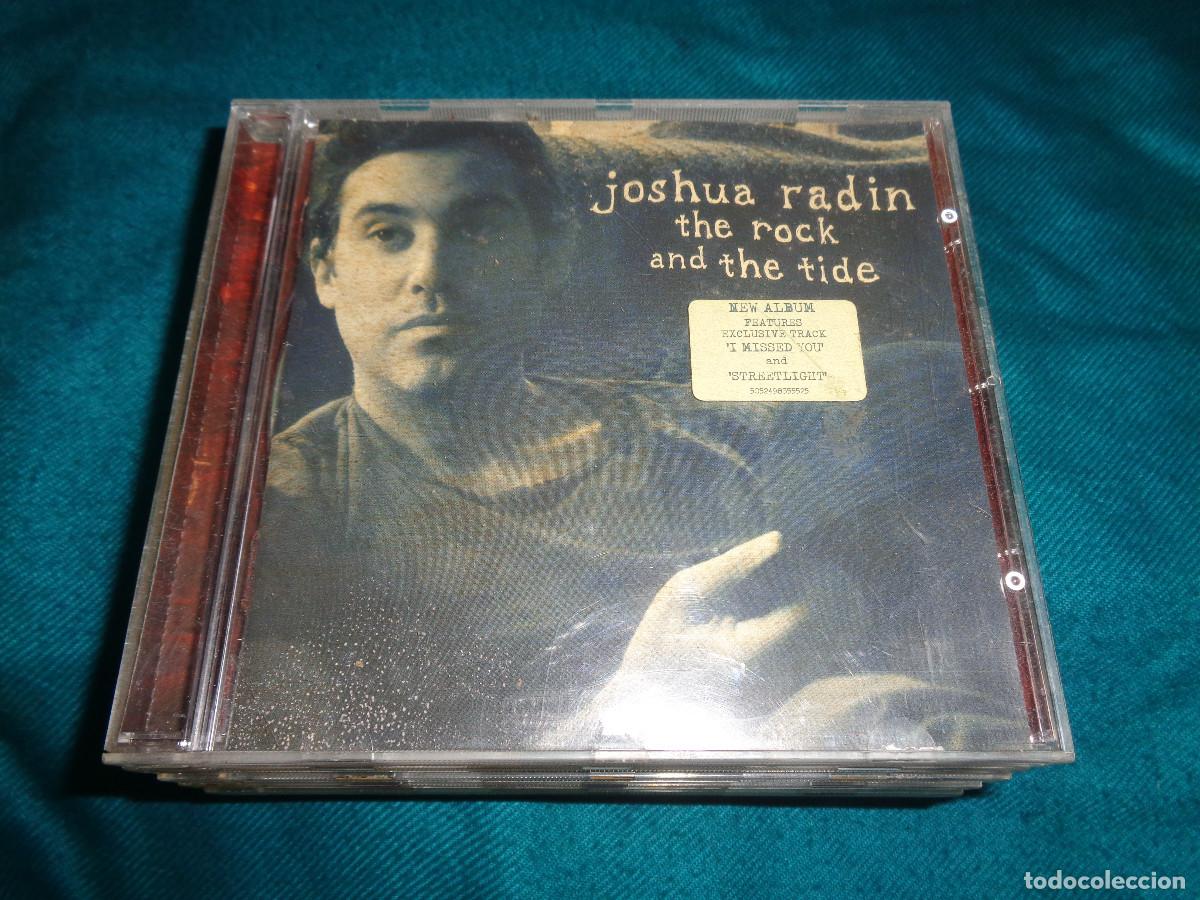 joshua radin
the rock
and the tide
NEW ALBUM
FEATURES
EXCLUSIVE TRACK
'I MISSED YOU'
and
'STREETLIGHT'
5052498355525
todocoleccion